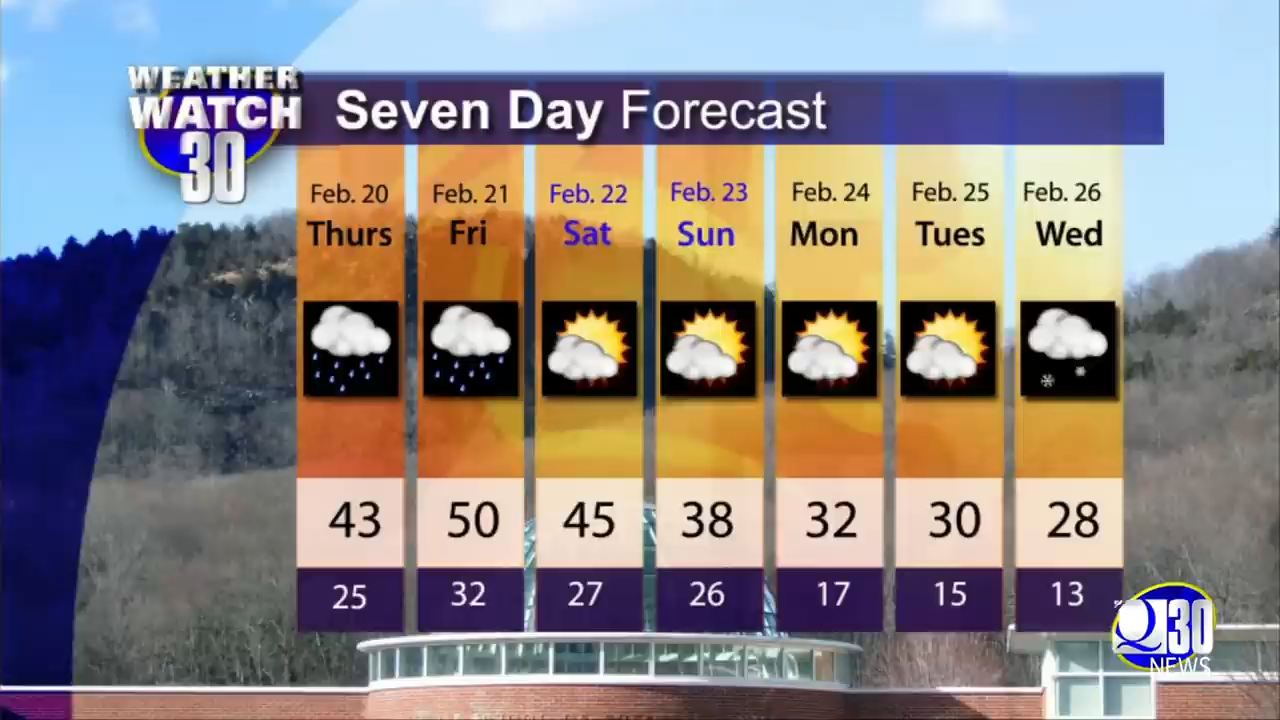 WEATHER
WATCH
30
Seven Day Forecast
Feb. 20 Feb. 21 Feb. 22 Feb. 23 Feb. 24 Feb. 25 Feb. 26
Thurs Fri Sat Sun Mon Tues Wed
43 50 45 38 32 30 28
25 32 27 26 17 15 13
Q30
NEWS